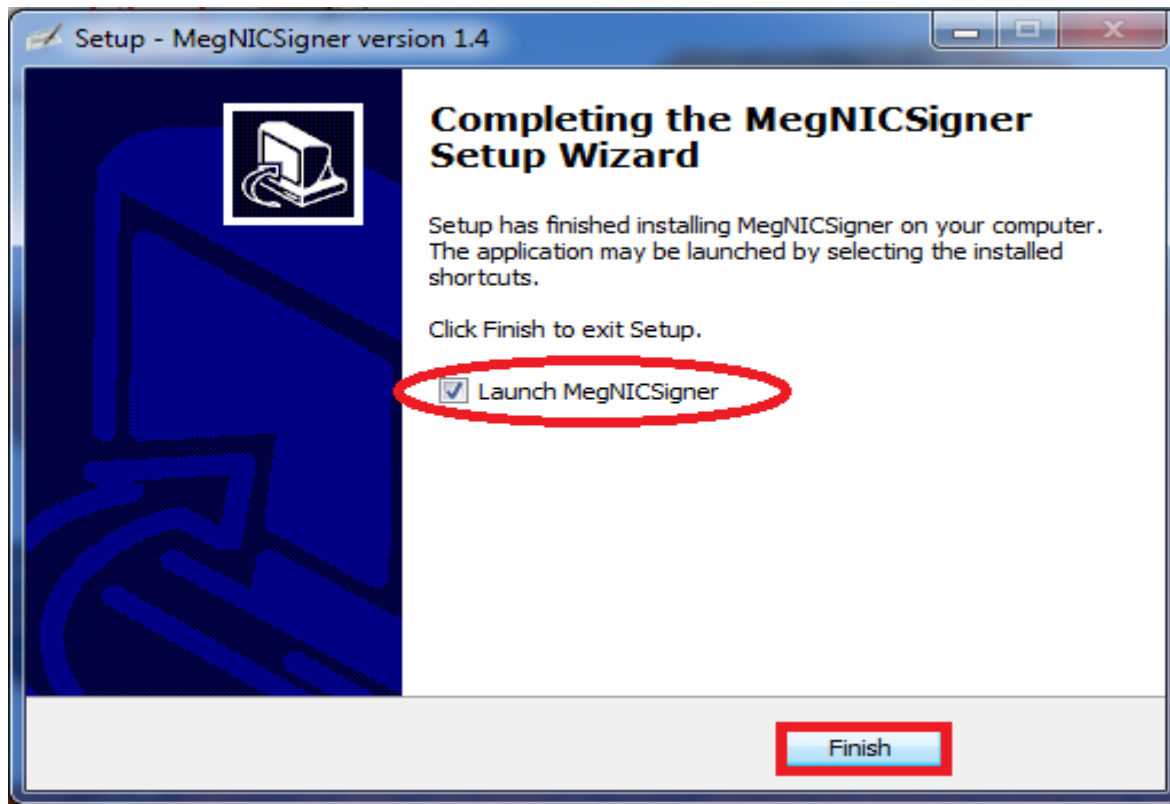 Setup - MegNICSigner version 1.4
Completing the MegNICSigner
Setup Wizard
Setup has finished installing MegNICSigner on your computer.
The application may be launched by selecting the installed
shortcuts.
Click Finish to exit Setup.
Launch MegNICSigner
Finish